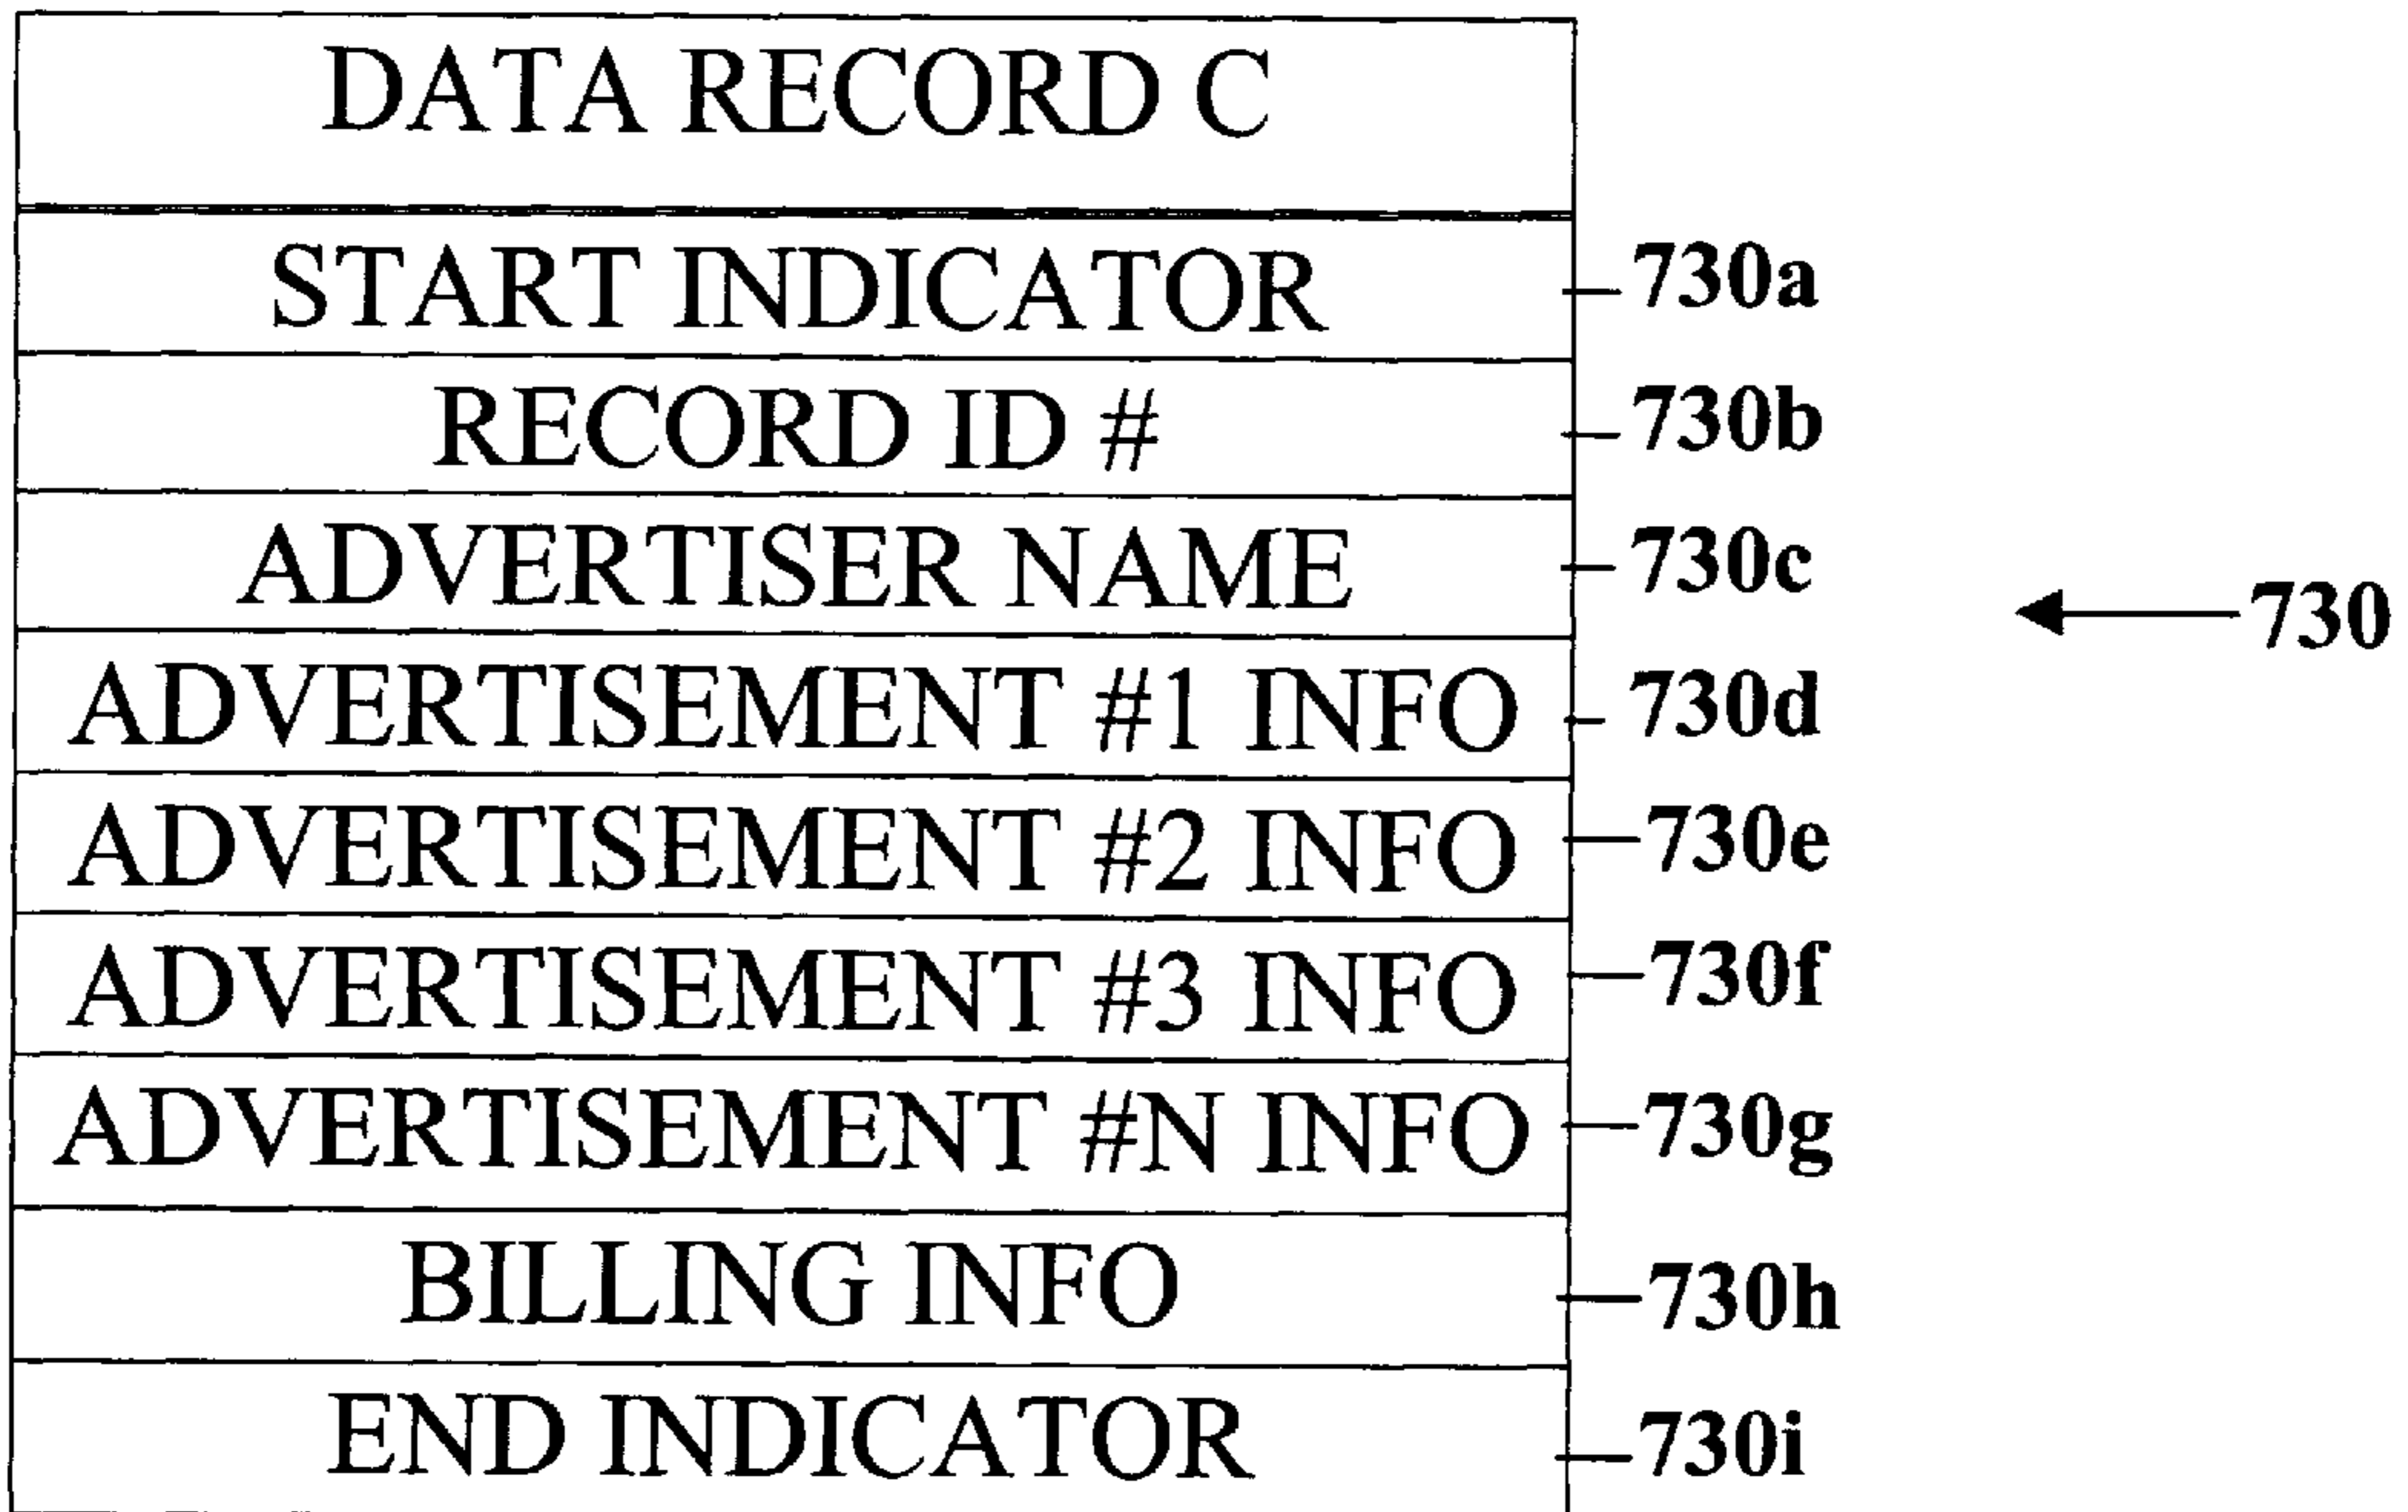 DATA RECORD C
START INDICATOR 730a
RECORD ID # 730b
ADVERTISER NAME 730c
730
ADVERTISEMENT #1 INFO 730d
ADVERTISEMENT #2 INFO 730e
ADVERTISEMENT #3 INFO 730f
ADVERTISEMENT #N INFO 730g
BILLING INFO 730h
END INDICATOR 730i